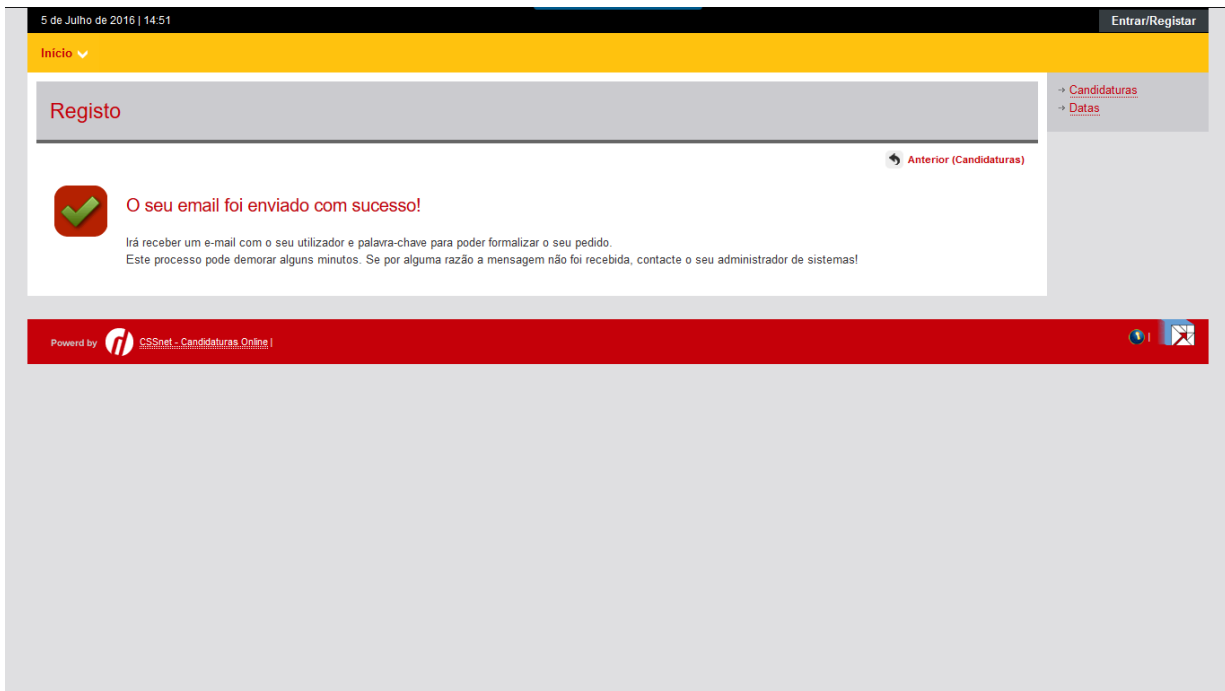 5 de Julho de 2016 | 14:51
Entrar/Registar
Início
Candidaturas
Datas
Registo
Anterior (Candidaturas)
O seu email foi enviado com sucesso!
Irá receber um e-mail com o seu utilizador e palavra-chave para poder formalizar o seu pedido.
Este processo pode demorar alguns minutos. Se por alguma razão a mensagem não foi recebida, contacte o seu administrador de sistemas!
Powerd by CSSnet - Candidaturas Online |
|